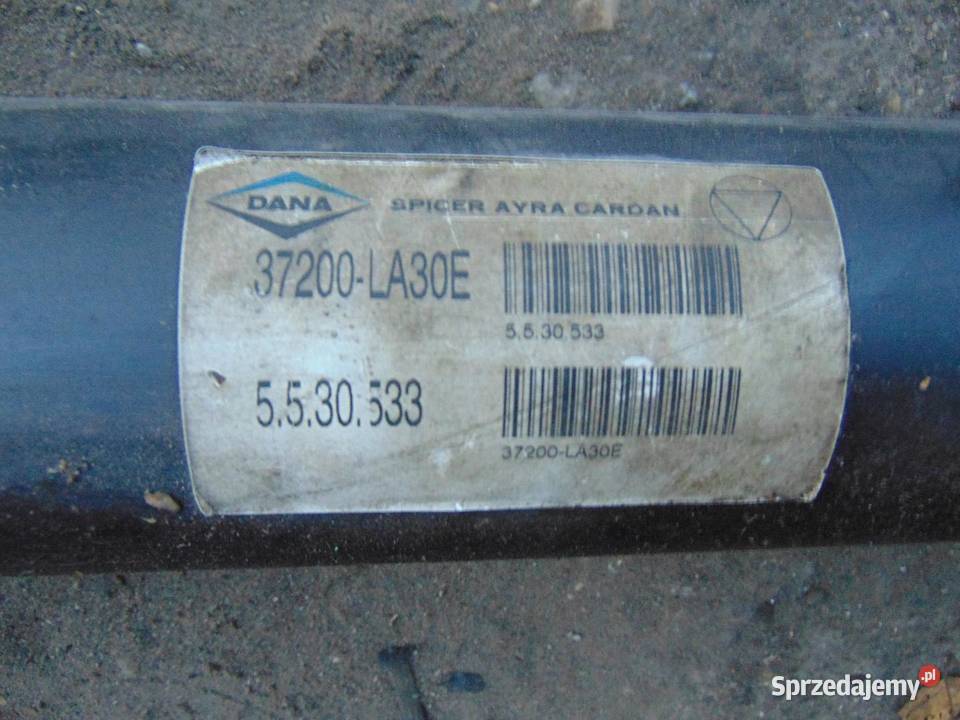 DANA SPICER AYRA CARDAN
37200-LA30E
5.5.30.533
5.5.30.533
37200-LA30E
Sprzedajemy.pl